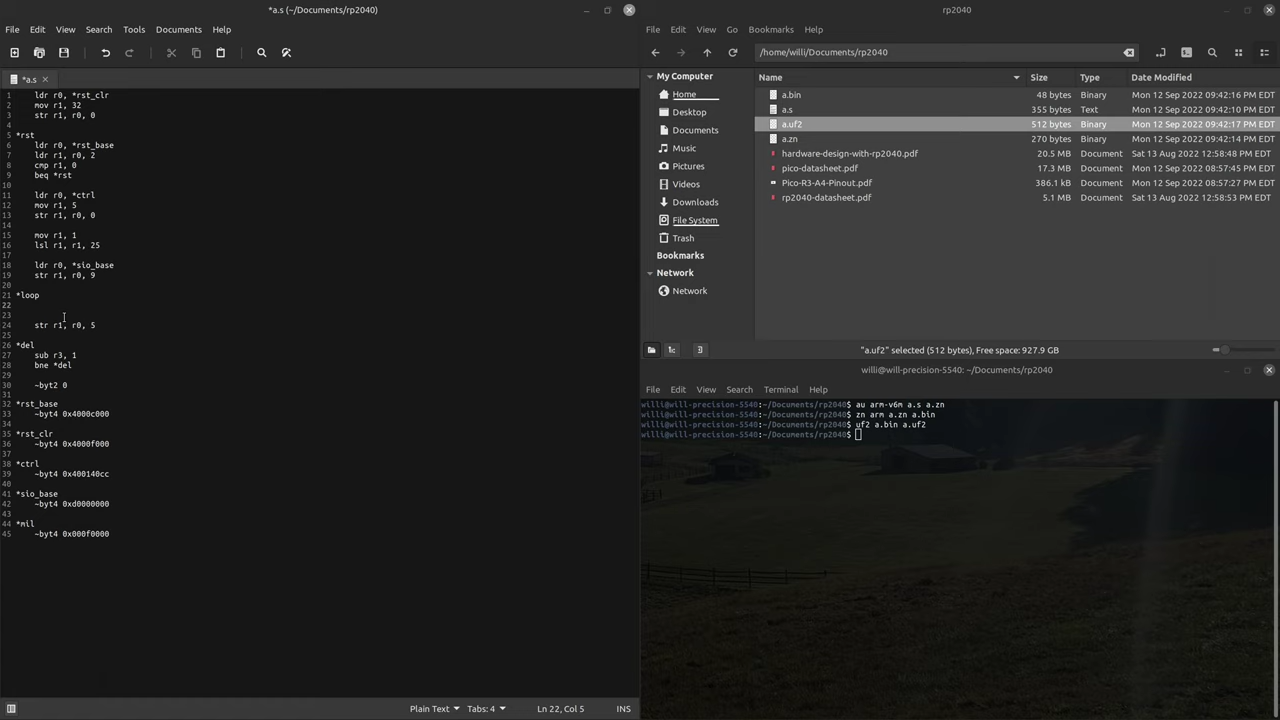 *a.s (~/Documents/rp2040)
File Edit View Search Tools Documents Help
*a.s
1 ldr r0, *rst_clr
2 mov r1, 32
3 str r1, r0, 0
4
5 *rst
6 ldr r0, *rst_base
7 ldr r1, r0, 2
8 cmp r1, 0
9 beq *rst
10
11 ldr r0, *ctrl
12 mov r1, 5
13 str r1, r0, 0
14
15 mov r1, 1
16 lsl r1, r1, 25
17
18 ldr r0, *sio_base
19 str r1, r0, 9
20
21 *loop
22
23
24 str r1, r0, 5
25
26 *del
27 sub r3, 1
28 bne *del
29
30 ~byt2 0
31
32 *rst_base
33 ~byt4 0x4000c000
34
35 *rst_clr
36 ~byt4 0x4000f000
37
38 *ctrl
39 ~byt4 0x400140cc
40
41 *sio_base
42 ~byt4 0xd0000000
43
44 *mil
45 ~byt4 0x000f0000
Plain Text Tabs: 4 Ln 22, Col 5 INS
rp2040
File Edit View Go Bookmarks Help
/home/willi/Documents/rp2040
My Computer
Home
Desktop
Documents
Music
Pictures
Videos
Downloads
File System
Trash
Bookmarks
Network
Network
Name Size Type Date Modified
a.bin 48 bytes Binary Mon 12 Sep 2022 09:42:16 PM EDT
a.s 355 bytes Text Mon 12 Sep 2022 09:42:10 PM EDT
a.uf2 512 bytes Binary Mon 12 Sep 2022 09:42:17 PM EDT
a.zn 270 bytes Binary Mon 12 Sep 2022 09:42:14 PM EDT
hardware-design-with-rp2040.pdf 20.5 MB Document Sat 13 Aug 2022 12:58:48 PM EDT
pico-datasheet.pdf 17.3 MB Document Mon 12 Sep 2022 08:57:45 PM EDT
Pico-R3-A4-Pinout.pdf 386.1 kB Document Mon 12 Sep 2022 08:57:27 PM EDT
rp2040-datasheet.pdf 5.1 MB Document Sat 13 Aug 2022 12:58:53 PM EDT
"a.uf2" selected (512 bytes), Free space: 927.9 GB
willi@will-precision-5540: ~/Documents/rp2040
File Edit View Search Terminal Help
willi@will-precision-5540:~/Documents/rp2040$ au arm-v6m a.s a.zn
willi@will-precision-5540:~/Documents/rp2040$ zn arm a.zn a.bin
willi@will-precision-5540:~/Documents/rp2040$ uf2 a.bin a.uf2
willi@will-precision-5540:~/Documents/rp2040$